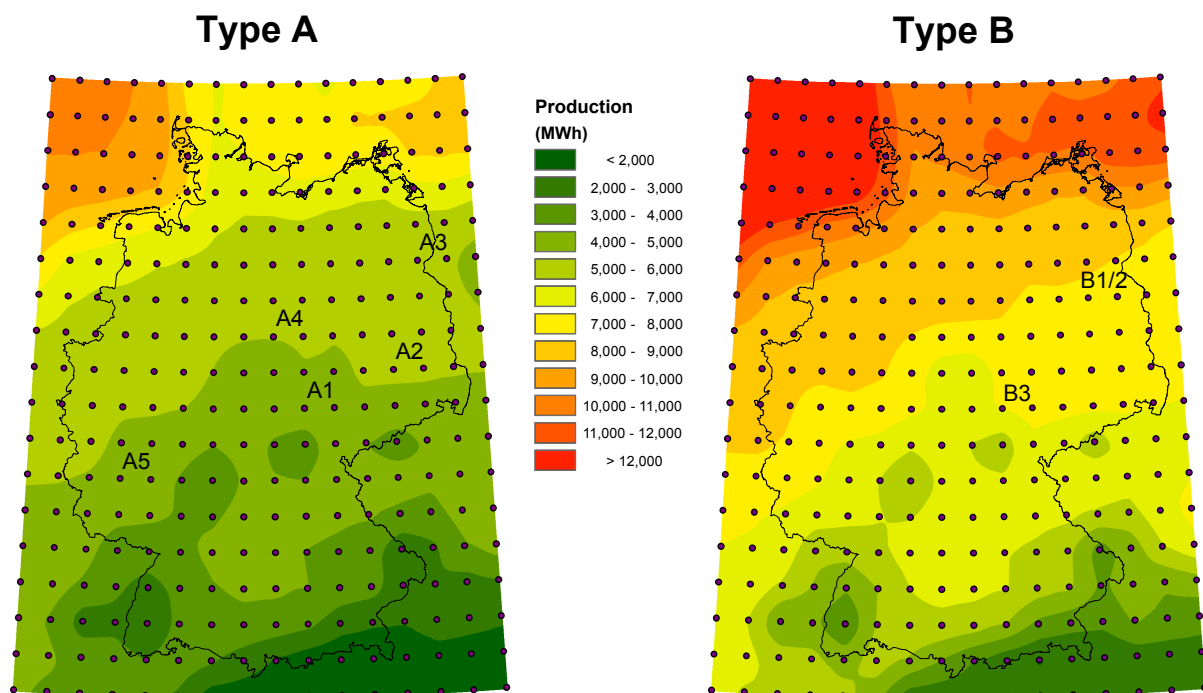 Type A
Type B
Production
(MWh)
< 2,000
2,000 - 3,000
3,000 - 4,000
4,000 - 5,000
5,000 - 6,000
6,000 - 7,000
7,000 - 8,000
8,000 - 9,000
9,000 - 10,000
10,000 - 11,000
11,000 - 12,000
> 12,000
A3
A4
A2
A1
A5
B1/2
B3